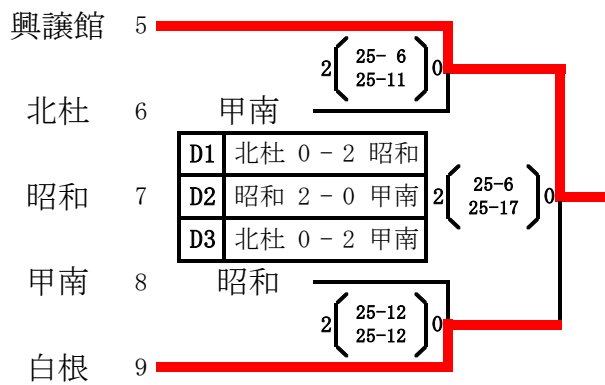 興譲館 5
2 ( 25- 6 ) 0
25-11
北杜 6 甲南
D1 北杜 0 - 2 昭和
昭和 7 D2 昭和 2 - 0 甲南
D3 北杜 0 - 2 甲南
2 ( 25-6 ) 0
25-17
甲南 8 昭和
2 ( 25-12 ) 0
25-12
白根 9